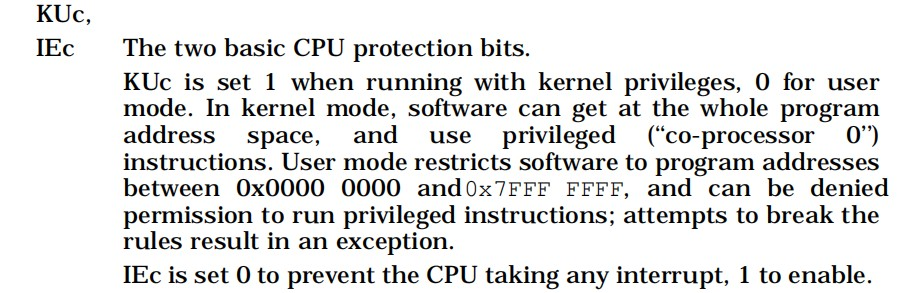 KUc,
IEc The two basic CPU protection bits.
KUc is set 1 when running with kernel privileges, 0 for user
mode. In kernel mode, software can get at the whole program
address space, and use privileged (“co-processor 0”)
instructions. User mode restricts software to program addresses
between 0x0000 0000 and0x7FFF FFFF, and can be denied
permission to run privileged instructions; attempts to break the
rules result in an exception.
IEc is set 0 to prevent the CPU taking any interrupt, 1 to enable.